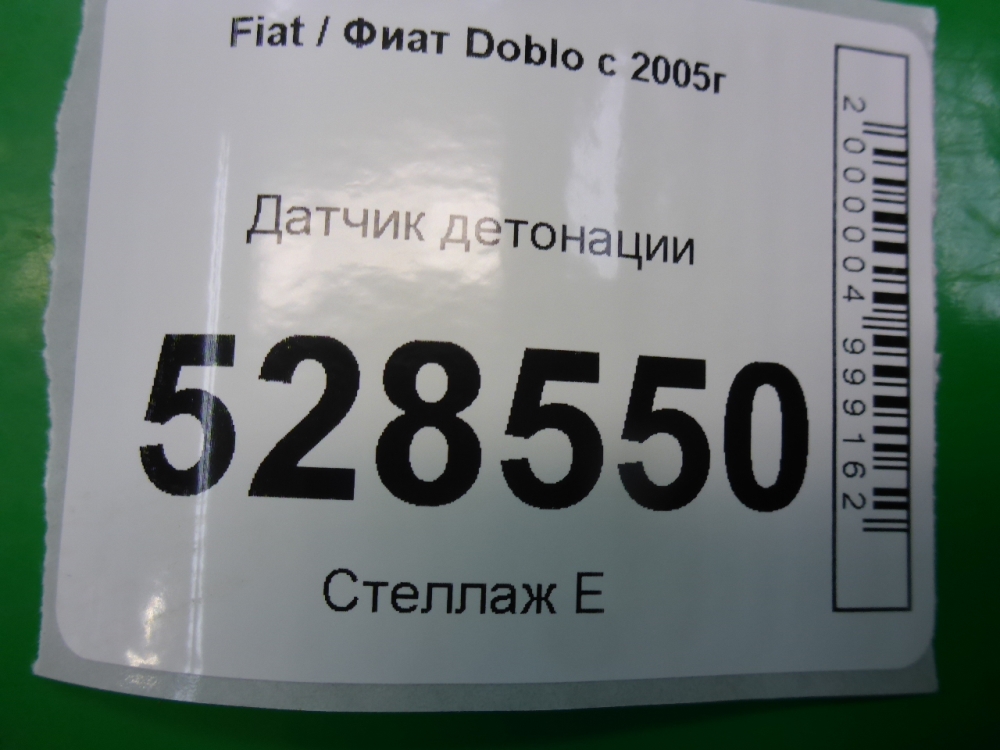 Fiat / Фиат Doblo с 2005г
Датчик детонации
528550
Стеллаж Е
2000004999162